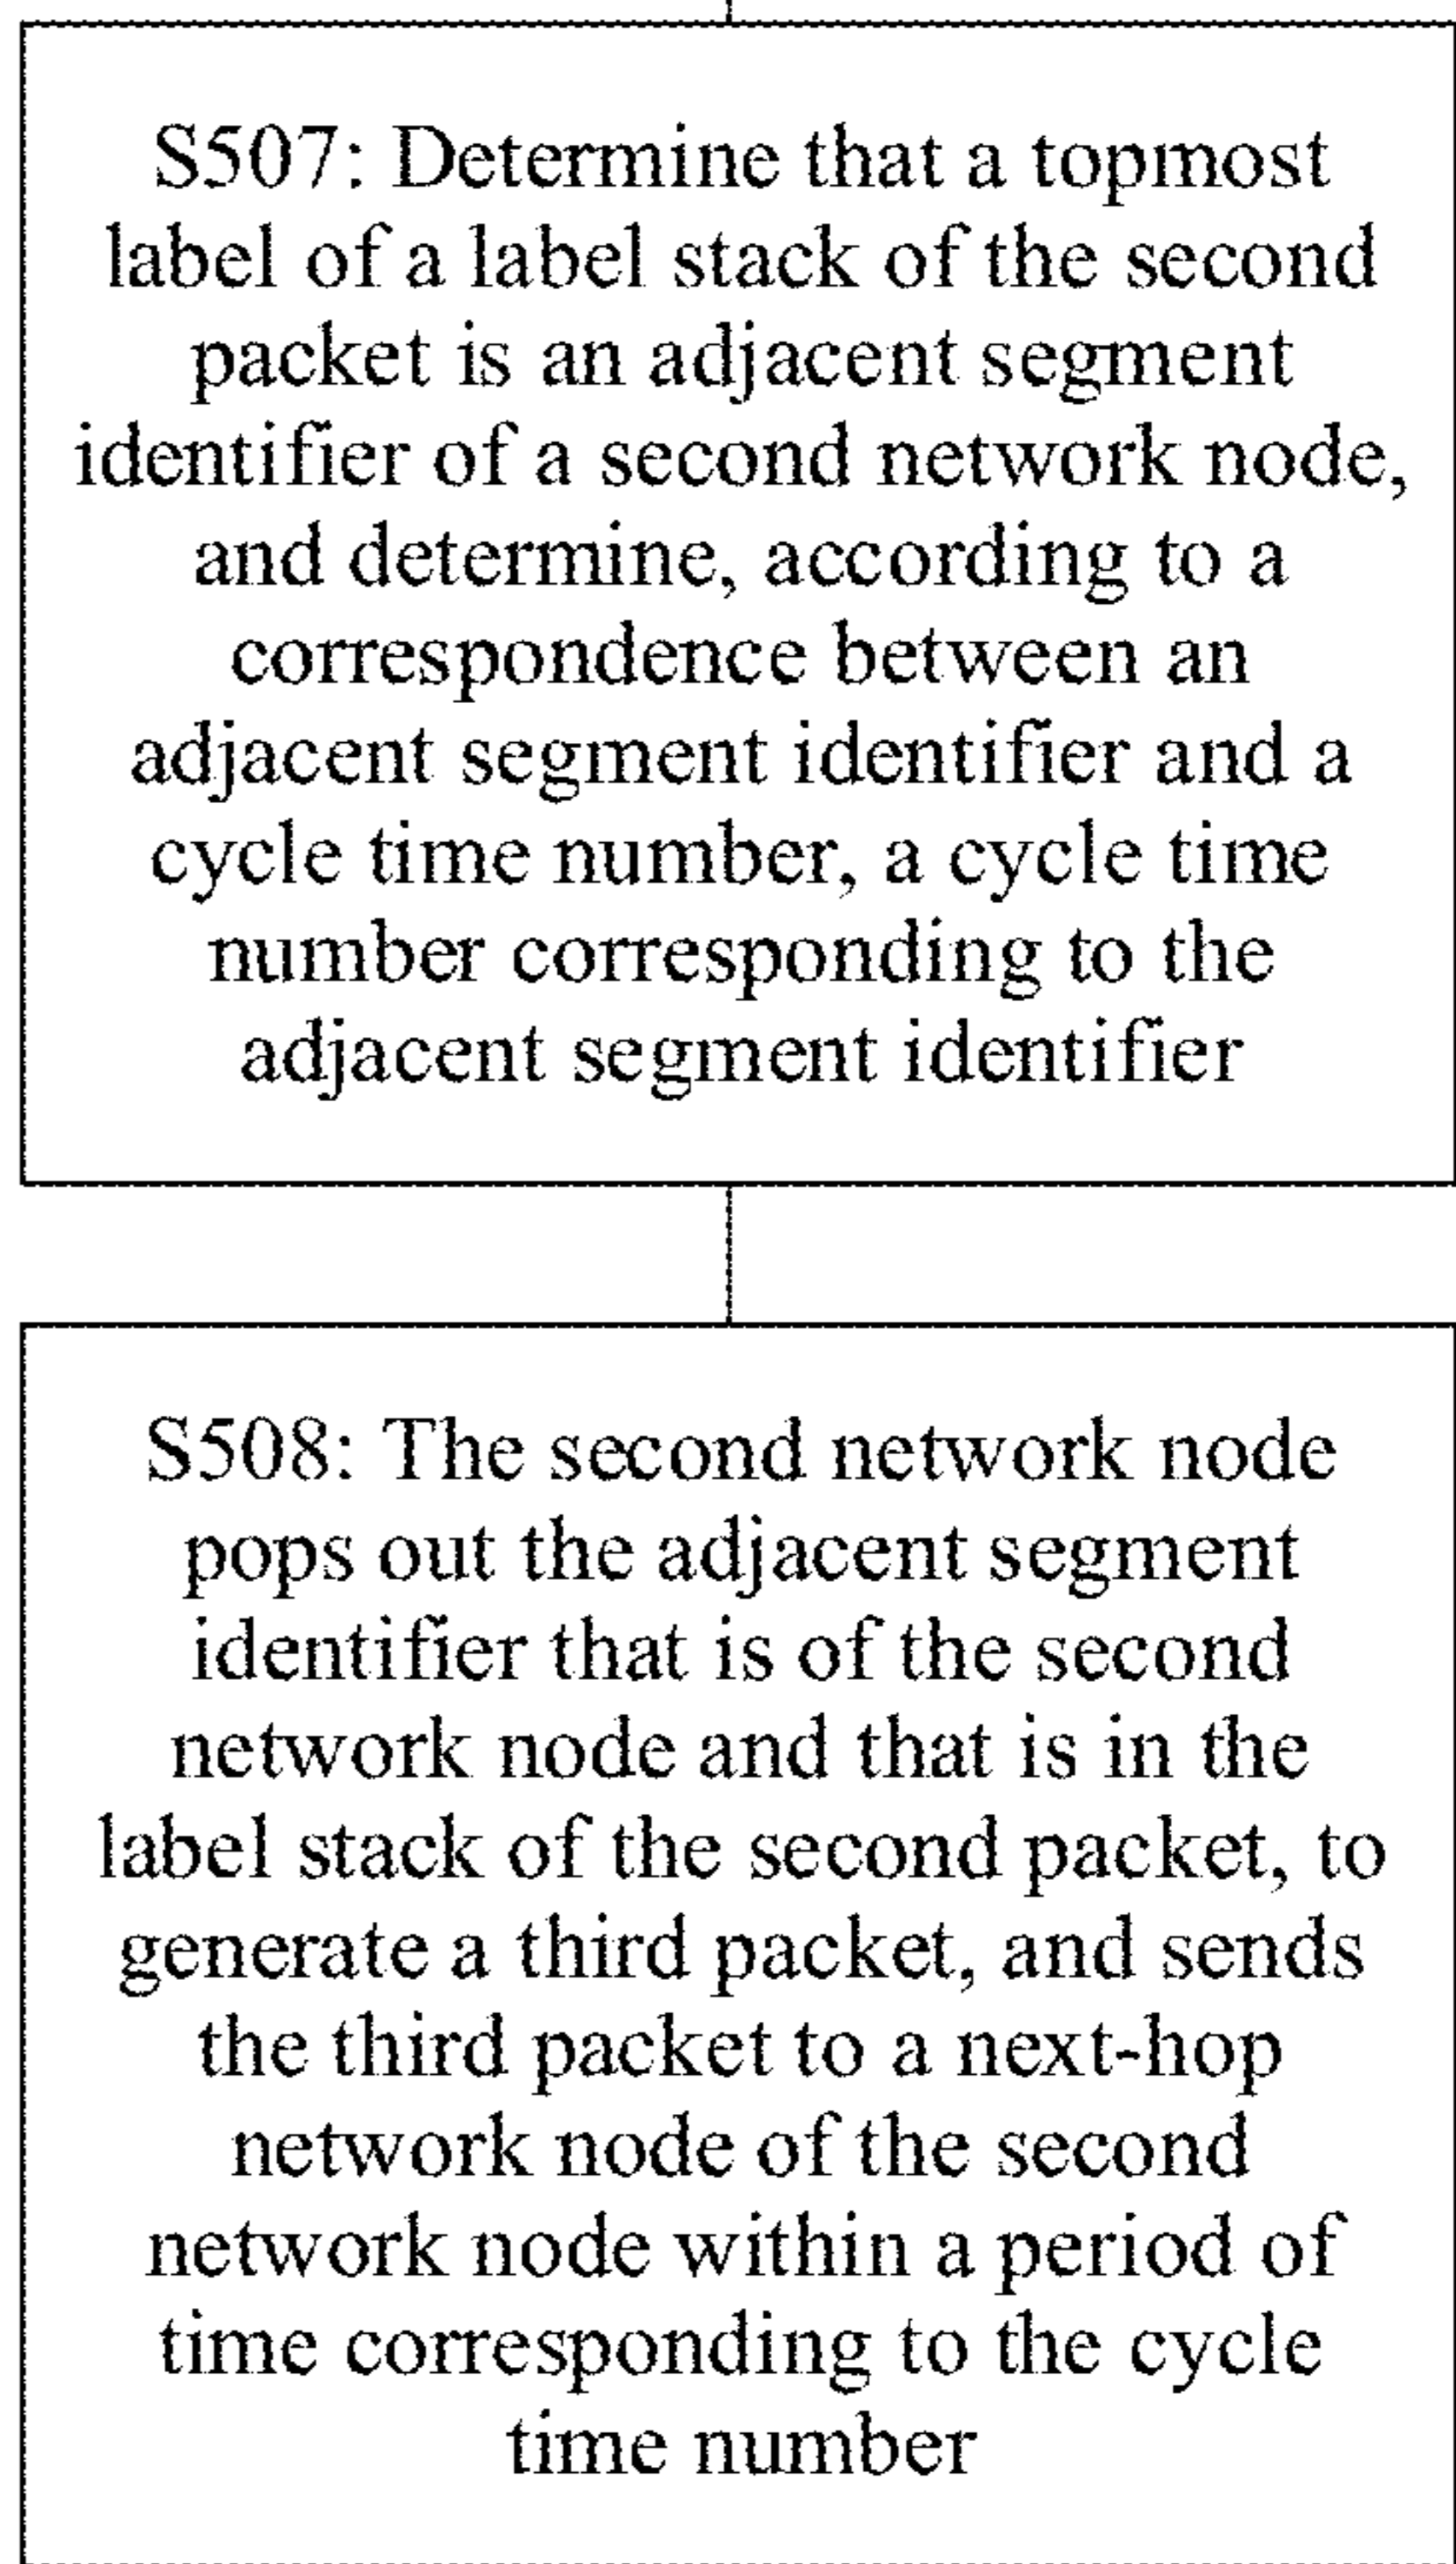 S507: Determine that a topmost
label of a label stack of the second
packet is an adjacent segment
identifier of a second network node,
and determine, according to a
correspondence between an
adjacent segment identifier and a
cycle time number, a cycle time
number corresponding to the
adjacent segment identifier
S508: The second network node
pops out the adjacent segment
identifier that is of the second
network node and that is in the
label stack of the second packet, to
generate a third packet, and sends
the third packet to a next-hop
network node of the second
network node within a period of
time corresponding to the cycle
time number